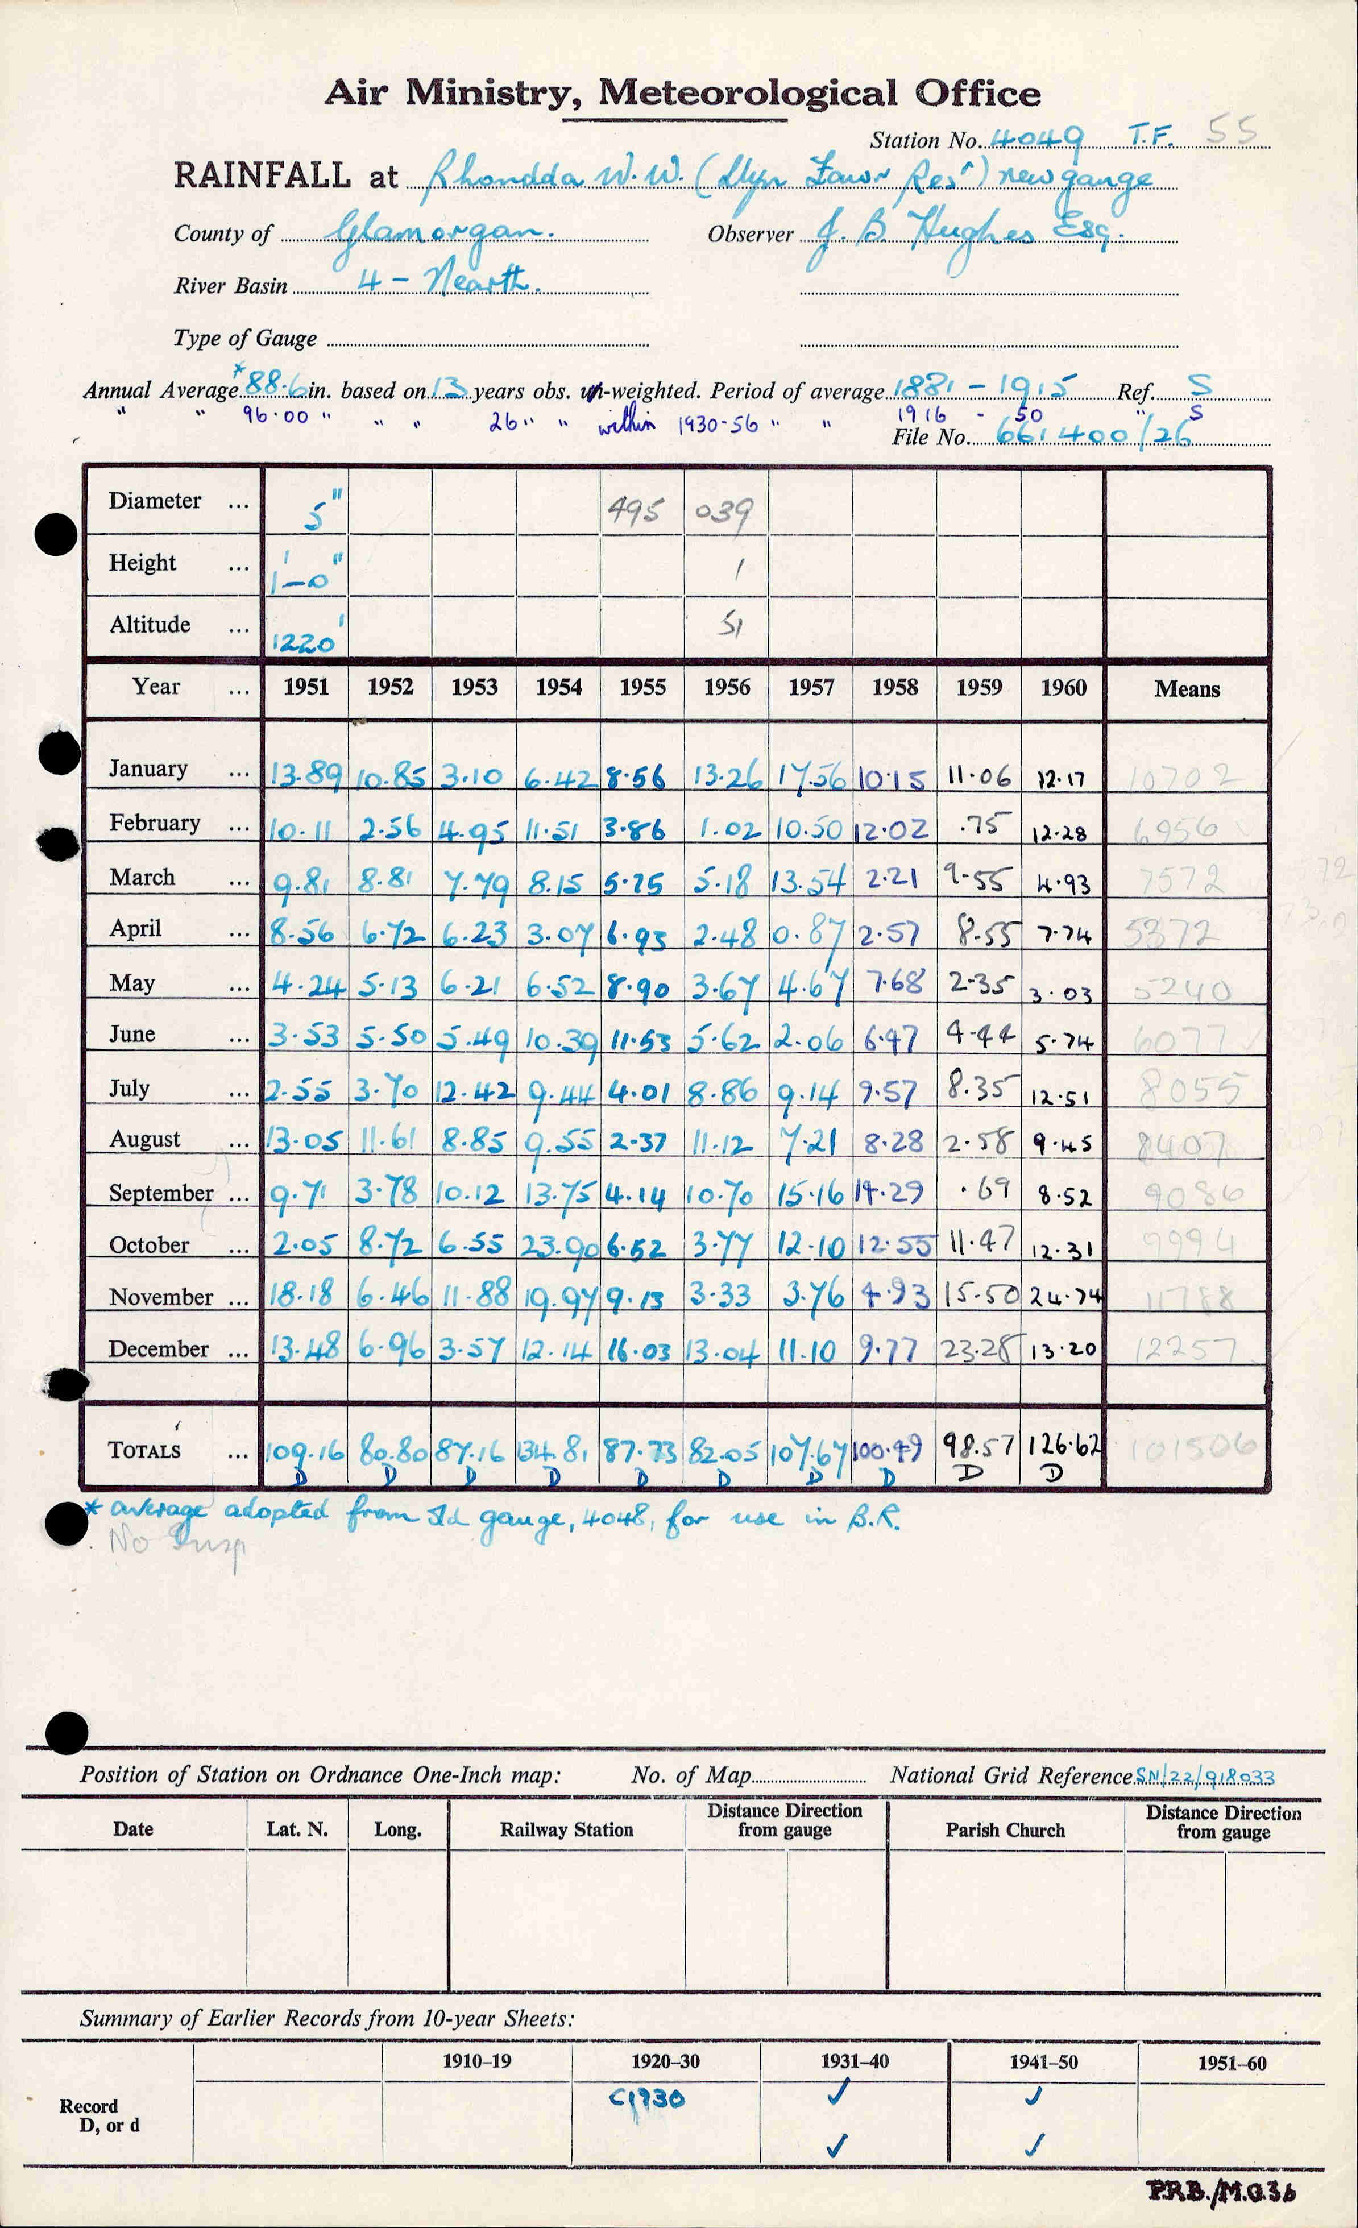 Air Ministry, Meteorological Office
Station No. 4049 T.F. 55
RAINFALL at Rhondda W.W. (Llyn Fawr Resr) new gauge
County of Glamorgan. Observer J. B. Hughes Esq.
River Basin 4 – Neath.
Type of Gauge
Annual Average *88.6 in. based on 13 years obs. un-weighted. Period of average 1881 – 1915 Ref. S
" " 96.00 " " " 26 " " within 1930-56 " " 1916 - 50 " S
File No. 661400/26
Diameter ... 5" 495 039
Height ... 1'-0" 1
Altitude ... 1220' 51
Year ... 1951 1952 1953 1954 1955 1956 1957 1958 1959 1960 Means
January ... 13.89 10.85 3.10 6.42 8.56 13.26 17.56 10.15 11.06 12.17 10702
February ... 10.11 2.56 4.95 11.51 3.86 1.02 10.50 12.02 .75 12.28 6956
March ... 9.81 8.81 7.79 8.15 5.75 5.18 13.54 2.21 9.55 4.93 7572
April ... 8.56 6.72 6.23 3.07 6.93 2.48 0.87 2.57 8.55 7.74 5372
May ... 4.24 5.13 6.21 6.52 8.90 3.67 4.67 7.68 2.35 3.03 5240
June ... 3.53 5.50 5.49 10.39 11.53 5.62 2.06 6.47 4.44 5.74 6077
July ... 2.55 3.70 12.42 9.44 4.01 8.86 9.14 9.57 8.35 12.51 8055
August ... 13.05 11.61 8.85 9.55 2.37 11.12 7.21 8.28 2.58 9.45 8407
September ... 9.71 3.78 10.12 13.75 4.14 10.70 15.16 14.29 .69 8.52 9086
October ... 2.05 8.72 6.55 23.90 6.52 3.77 12.10 12.55 11.47 12.31 9994
November ... 18.18 6.46 11.88 19.97 9.13 3.33 3.76 4.93 15.50 24.74 11788
December ... 13.48 6.96 3.57 12.14 16.03 13.04 11.10 9.77 23.28 13.20 12257
TOTALS ... 109.16 80.80 87.16 134.81 87.73 82.05 107.67 100.49 98.57 126.62 101506
D D D D D D D D D D
* average adopted from old gauge, 4048, for use in B.R.
No Insp
Position of Station on Ordnance One-Inch map: No. of Map National Grid Reference SN/22/918033
Date Lat. N. Long. Railway Station Distance Direction from gauge Parish Church Distance Direction from gauge
Summary of Earlier Records from 10-year Sheets:
1910–19 1920–30 1931–40 1941–50 1951–60
Record C1930 ✓ ✓
D, or d ✓ ✓
P.R.B./M.O.36